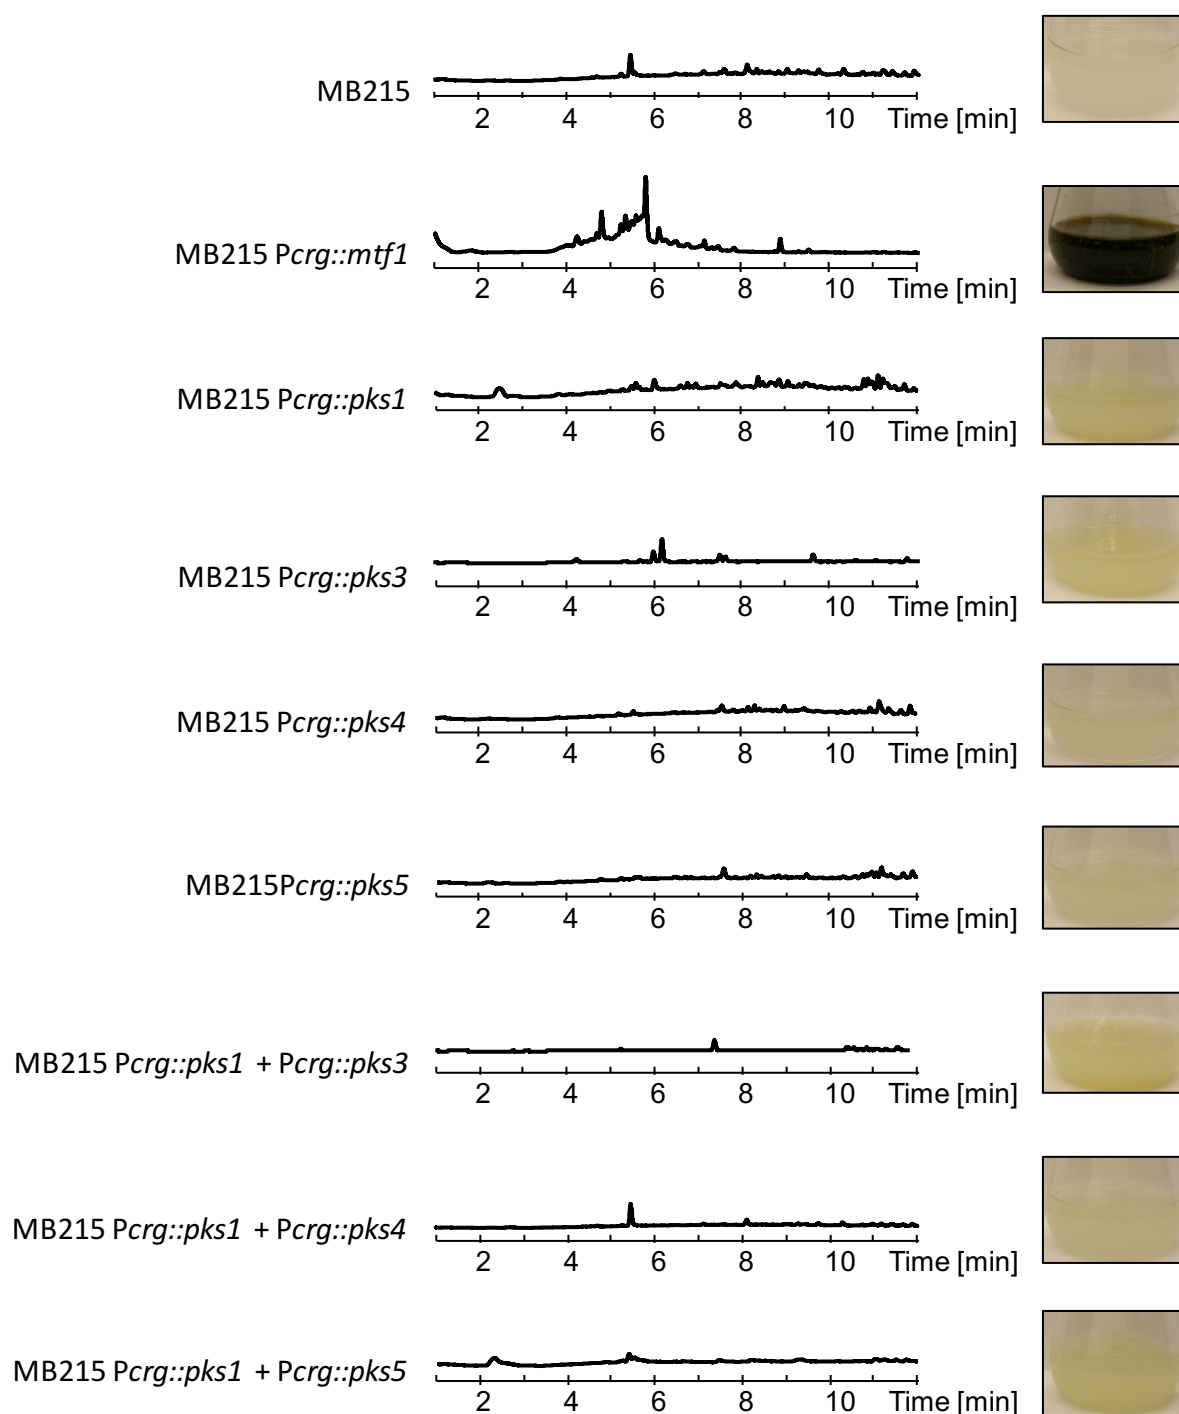 MB215
2 4 6 8 10 Time [min]
MB215 Pcrg::mtf1
2 4 6 8 10 Time [min]
MB215 Pcrg::pks1
2 4 6 8 10 Time [min]
MB215 Pcrg::pks3
2 4 6 8 10 Time [min]
MB215 Pcrg::pks4
2 4 6 8 10 Time [min]
MB215Pcrg::pks5
2 4 6 8 10 Time [min]
MB215 Pcrg::pks1 + Pcrg::pks3
2 4 6 8 10 Time [min]
MB215 Pcrg::pks1 + Pcrg::pks4
2 4 6 8 10 Time [min]
MB215 Pcrg::pks1 + Pcrg::pks5
2 4 6 8 10 Time [min]